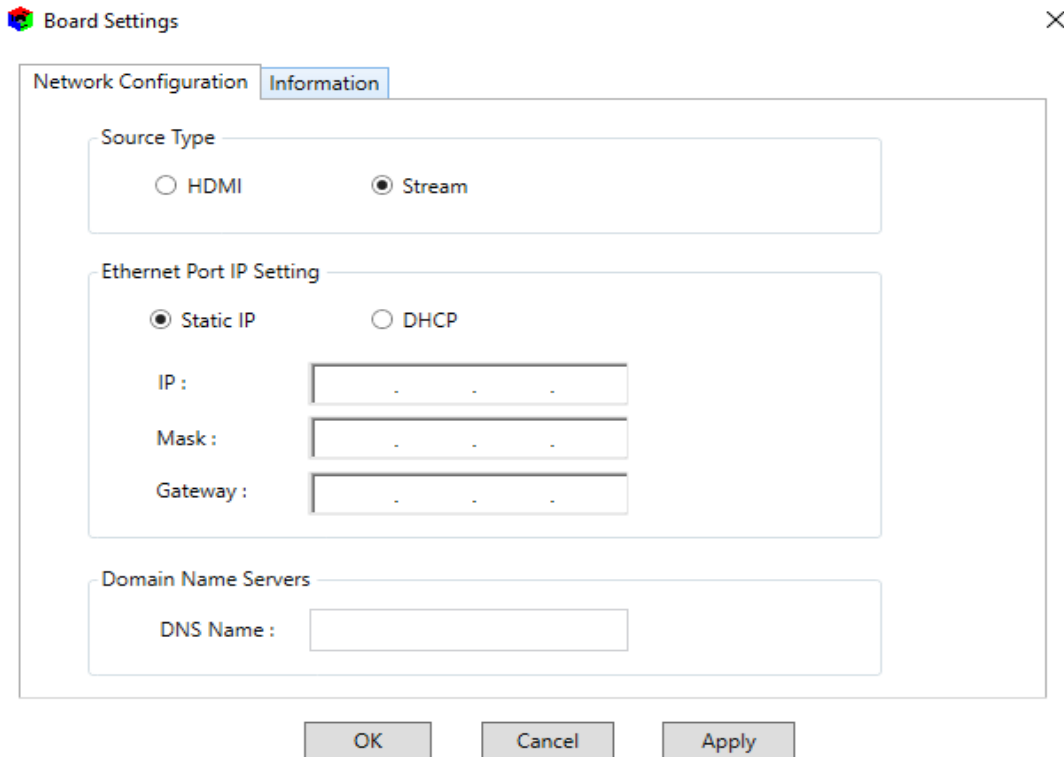 Board Settings
Network Configuration Information
Source Type
HDMI Stream
Ethernet Port IP Setting
Static IP DHCP
IP : . . .
Mask : . . .
Gateway : . . .
Domain Name Servers
DNS Name :
OK Cancel Apply